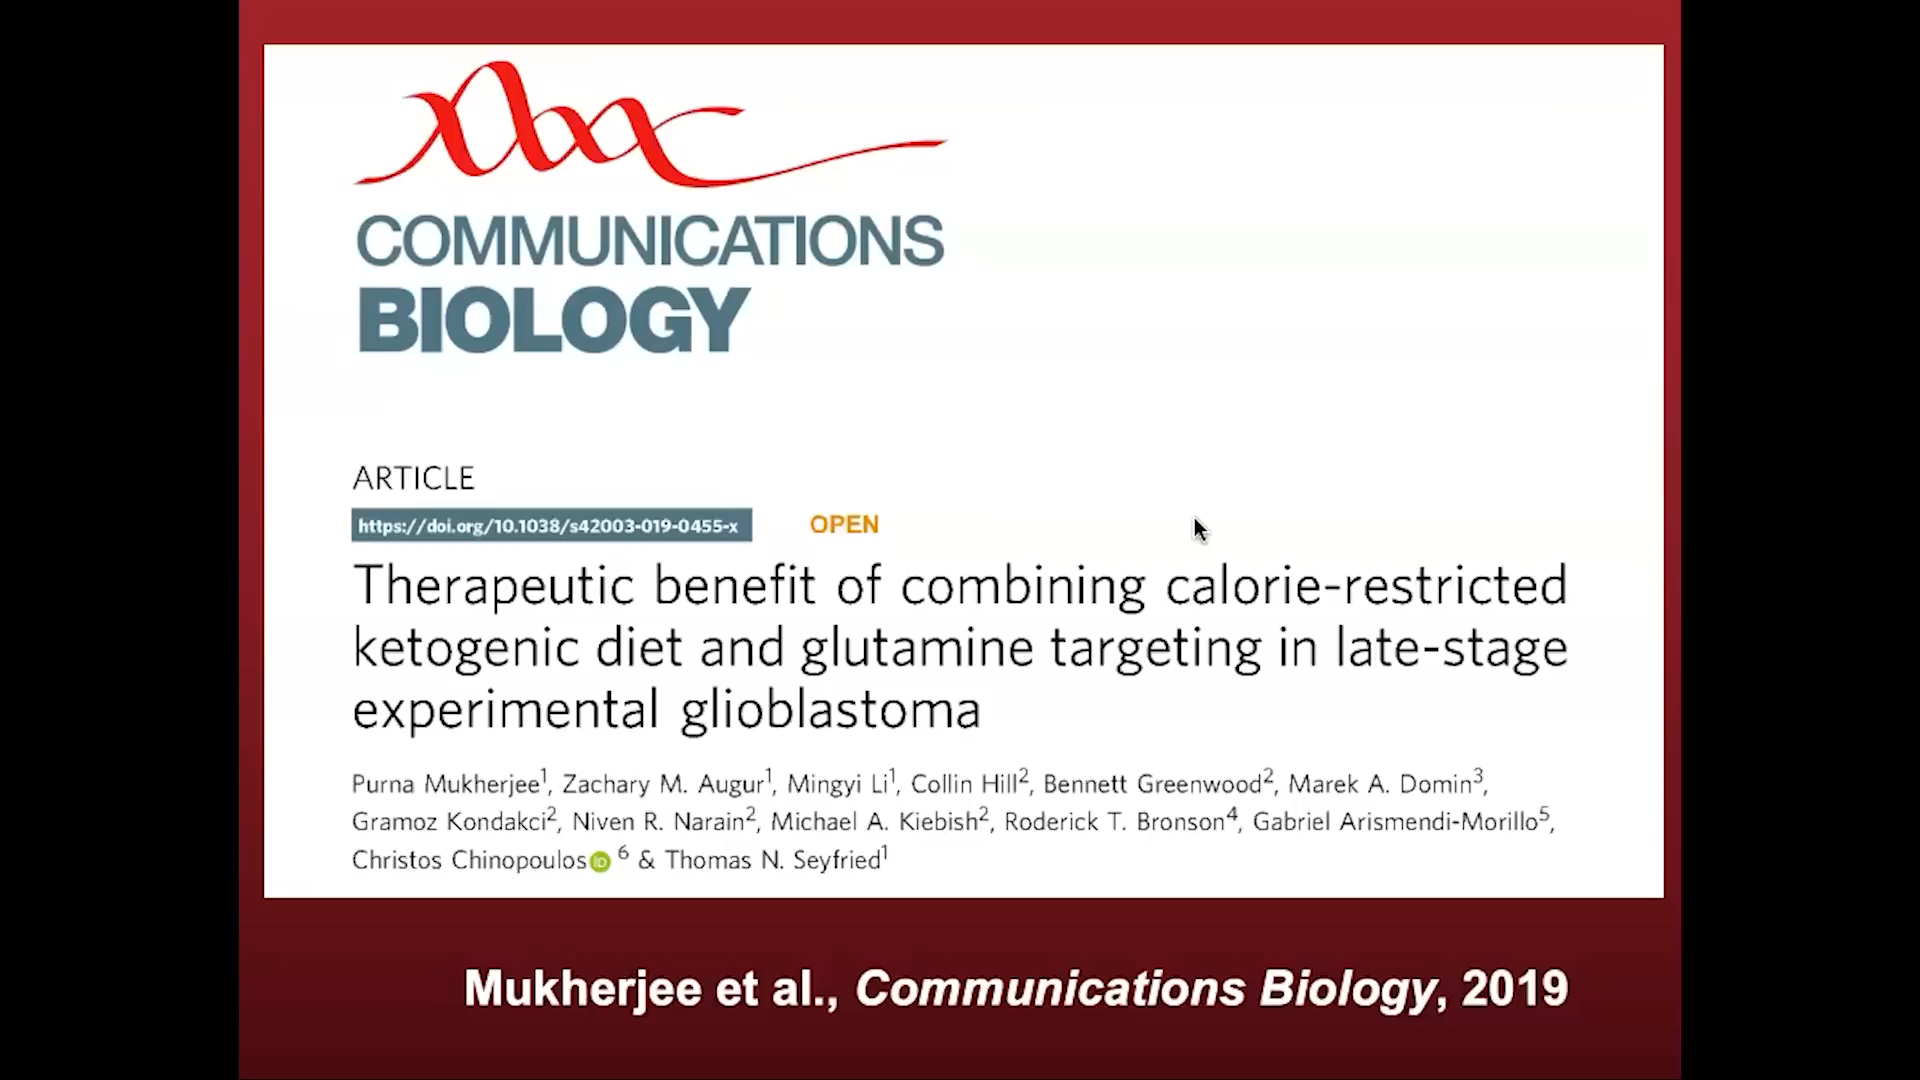 COMMUNICATIONS
BIOLOGY
ARTICLE
https://doi.org/10.1038/s42003-019-0455-x OPEN
Therapeutic benefit of combining calorie-restricted
ketogenic diet and glutamine targeting in late-stage
experimental glioblastoma
Purna Mukherjee1, Zachary M. Augur1, Mingyi Li1, Collin Hill2, Bennett Greenwood2, Marek A. Domin3,
Gramoz Kondakci2, Niven R. Narain2, Michael A. Kiebish2, Roderick T. Bronson4, Gabriel Arismendi-Morillo5,
Christos Chinopoulos iD 6 & Thomas N. Seyfried1
Mukherjee et al., Communications Biology, 2019